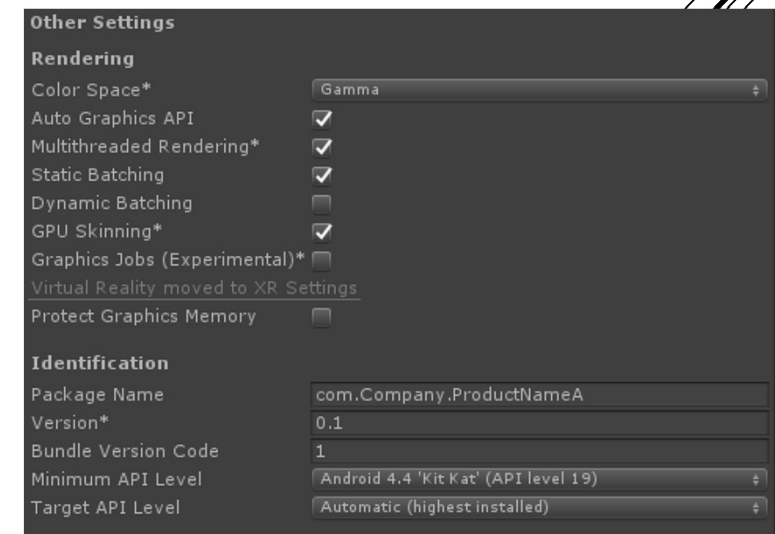 Other Settings
Rendering
Color Space* Gamma
Auto Graphics API
Multithreaded Rendering*
Static Batching
Dynamic Batching
GPU Skinning*
Graphics Jobs (Experimental)*
Virtual Reality moved to XR Settings
Protect Graphics Memory
Identification
Package Name com.Company.ProductNameA
Version* 0.1
Bundle Version Code 1
Minimum API Level Android 4.4 'Kit Kat' (API level 19)
Target API Level Automatic (highest installed)